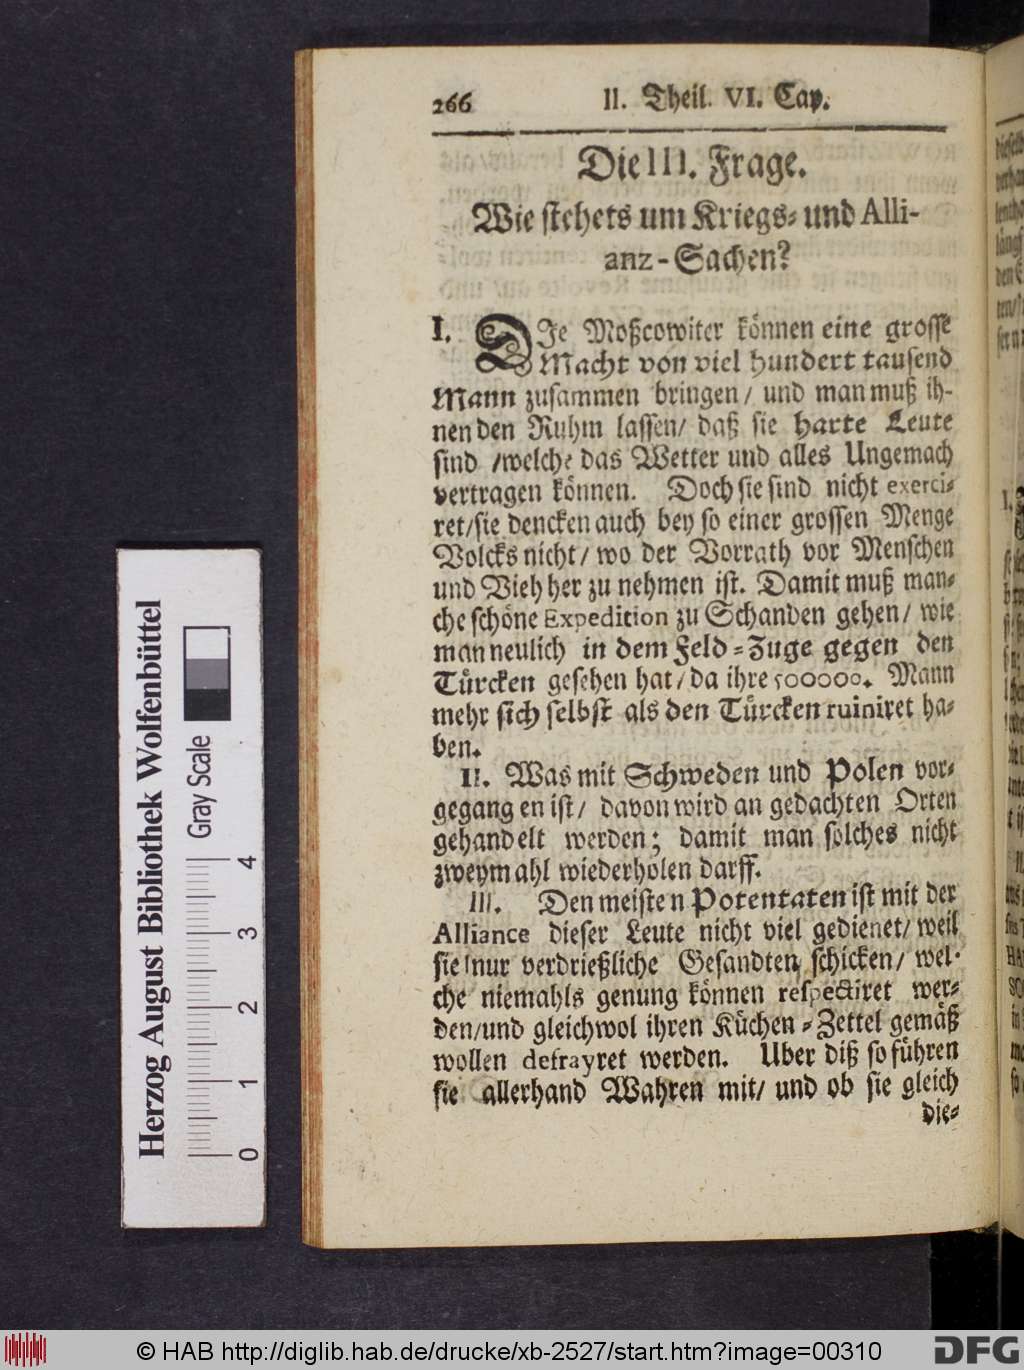 266 II. Theil. VI. Cap.
Die III. Frage.
Wie stehets um Kriegs- und Alli-
anz-Sachen?
I. DIe Moßcowiter können eine grosse
Macht von viel hundert tausend
Mann zusammen bringen/ und man muß ih-
nen den Ruhm lassen/ daß sie harte Leute
sind /welche das Wetter und alles Ungemach
vertragen können. Doch sie sind nicht exerci-
ret/sie dencken auch bey so einer grossen Menge
Volcks nicht/ wo der Vorrath vor Menschen
und Vieh her zu nehmen ist. Damit muß man-
che schöne Expedition zu Schanden gehen/ wie
man neulich in dem Feld-Zuge gegen den
Türcken gesehen hat/da ihre 500000. Mann
mehr sich selbst als den Türcken ruiniret ha-
ben.
II. Was mit Schweden und Polen vor-
gegangen ist/ davon wird an gedachten Orten
gehandelt werden; damit man solches nicht
zweymahl wiederholen darff.
III. Den meisten Potentaten ist mit der
Alliance dieser Leute nicht viel gedienet/ weil
sie nur verdrießliche Gesandten schicken/ wel-
che niemahls genung können respectiret wer-
den/und gleichwol ihren Küchen-Zettel gemäß
wollen defrayret werden. Uber diß so führen
sie allerhand Wahren mit/ und ob sie gleich
die-
Herzog August Bibliothek Wolfenbüttel
Gray Scale
0 1 2 3 4
© HAB http://diglib.hab.de/drucke/xb-2527/start.htm?image=00310
DFG